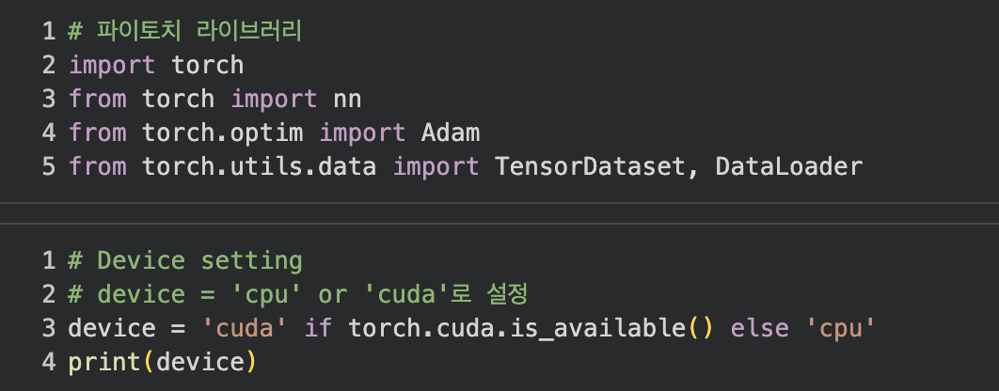 1 # 파이토치 라이브러리
2 import torch
3 from torch import nn
4 from torch.optim import Adam
5 from torch.utils.data import TensorDataset, DataLoader
1 # Device setting
2 # device = 'cpu' or 'cuda'로 설정
3 device = 'cuda' if torch.cuda.is_available() else 'cpu'
4 print(device)